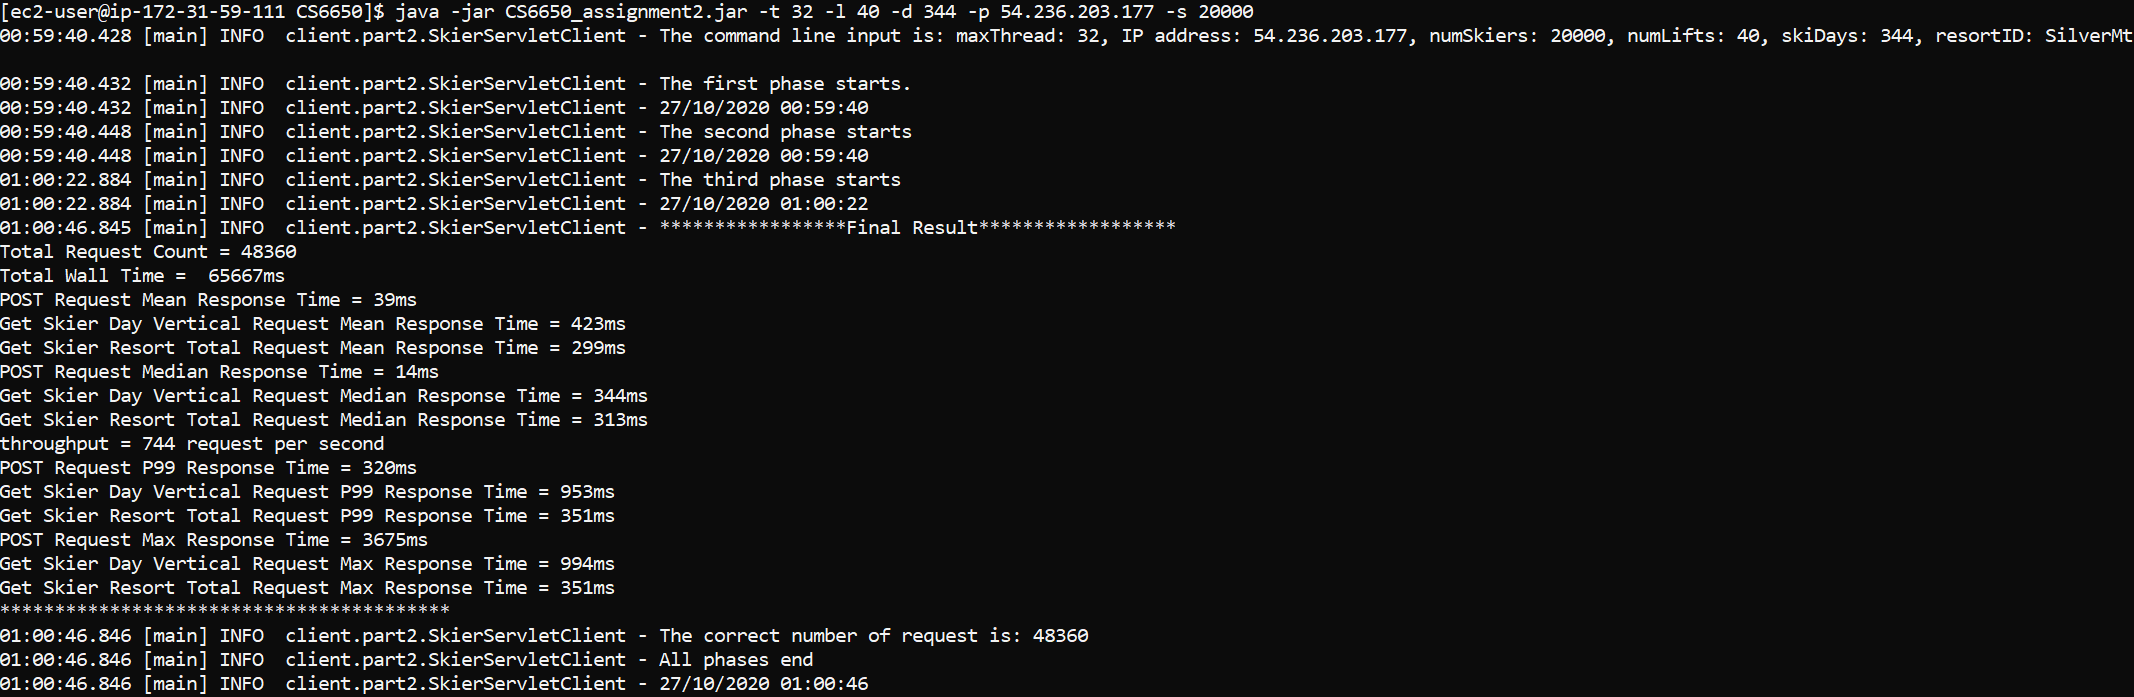 [ec2-user@ip-172-31-59-111 CS6650]$ java -jar CS6650_assignment2.jar -t 32 -l 40 -d 344 -p 54.236.203.177 -s 20000
00:59:40.428 [main] INFO  client.part2.SkierServletClient - The command line input is: maxThread: 32, IP address: 54.236.203.177, numSkiers: 20000, numLifts: 40, skiDays: 344, resortID: SilverMt
00:59:40.432 [main] INFO  client.part2.SkierServletClient - The first phase starts.
00:59:40.432 [main] INFO  client.part2.SkierServletClient - 27/10/2020 00:59:40
00:59:40.448 [main] INFO  client.part2.SkierServletClient - The second phase starts
00:59:40.448 [main] INFO  client.part2.SkierServletClient - 27/10/2020 00:59:40
01:00:22.884 [main] INFO  client.part2.SkierServletClient - The third phase starts
01:00:22.884 [main] INFO  client.part2.SkierServletClient - 27/10/2020 01:00:22
01:00:46.845 [main] INFO  client.part2.SkierServletClient - *****************Final Result******************
Total Request Count = 48360
Total Wall Time =  65667ms
POST Request Mean Response Time = 39ms
Get Skier Day Vertical Request Mean Response Time = 423ms
Get Skier Resort Total Request Mean Response Time = 299ms
POST Request Median Response Time = 14ms
Get Skier Day Vertical Request Median Response Time = 344ms
Get Skier Resort Total Request Median Response Time = 313ms
throughput = 744 request per second
POST Request P99 Response Time = 320ms
Get Skier Day Vertical Request P99 Response Time = 953ms
Get Skier Resort Total Request P99 Response Time = 351ms
POST Request Max Response Time = 3675ms
Get Skier Day Vertical Request Max Response Time = 994ms
Get Skier Resort Total Request Max Response Time = 351ms
*****************************************
01:00:46.846 [main] INFO  client.part2.SkierServletClient - The correct number of request is: 48360
01:00:46.846 [main] INFO  client.part2.SkierServletClient - All phases end
01:00:46.846 [main] INFO  client.part2.SkierServletClient - 27/10/2020 01:00:46